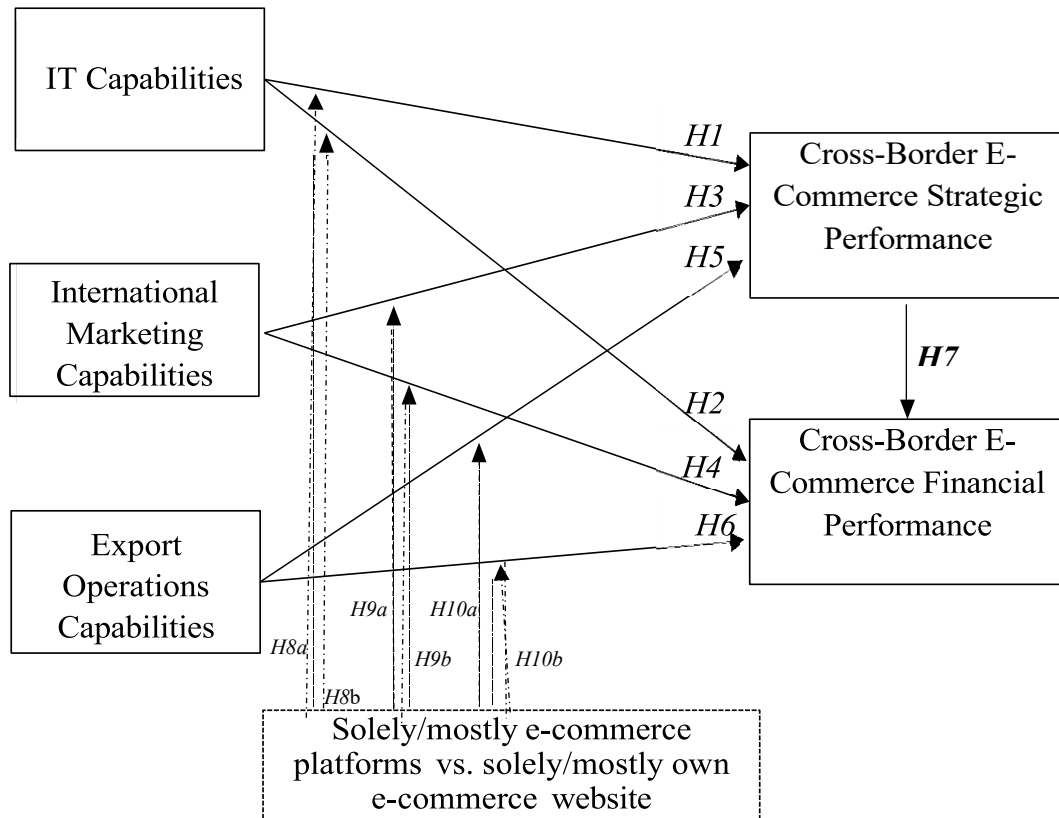 IT Capabilities
H1
Cross-Border E-
Commerce Strategic
Performance
H3
H5
International
Marketing
Capabilities
H7
H2
Cross-Border E-
Commerce Financial
Performance
H4
H6
Export
Operations
Capabilities
H9a
H10a
H8a
H9b
H10b
H8b
Solely/mostly e-commerce
platforms vs. solely/mostly own
e-commerce website